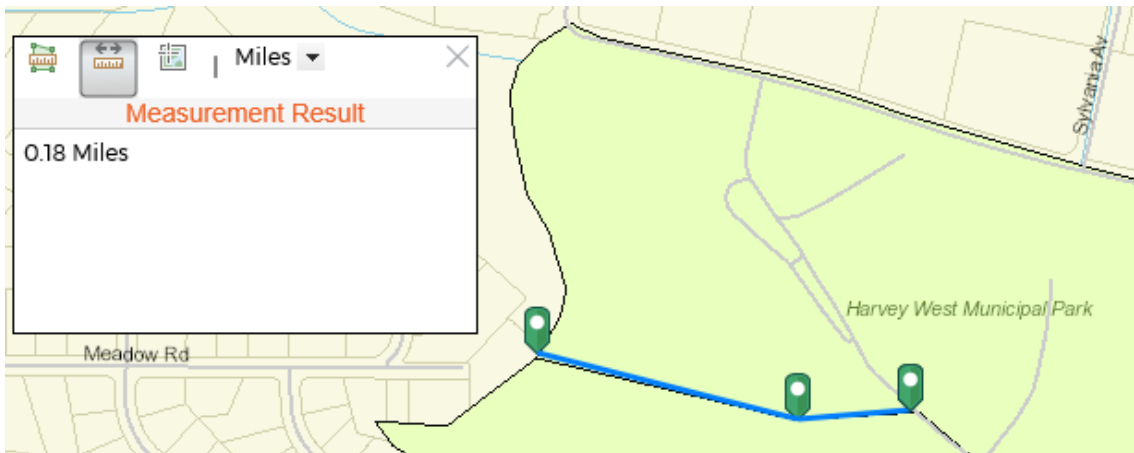 Miles
Measurement Result
0.18 Miles
Sylvania Av
Harvey West Municipal Park
Meadow Rd